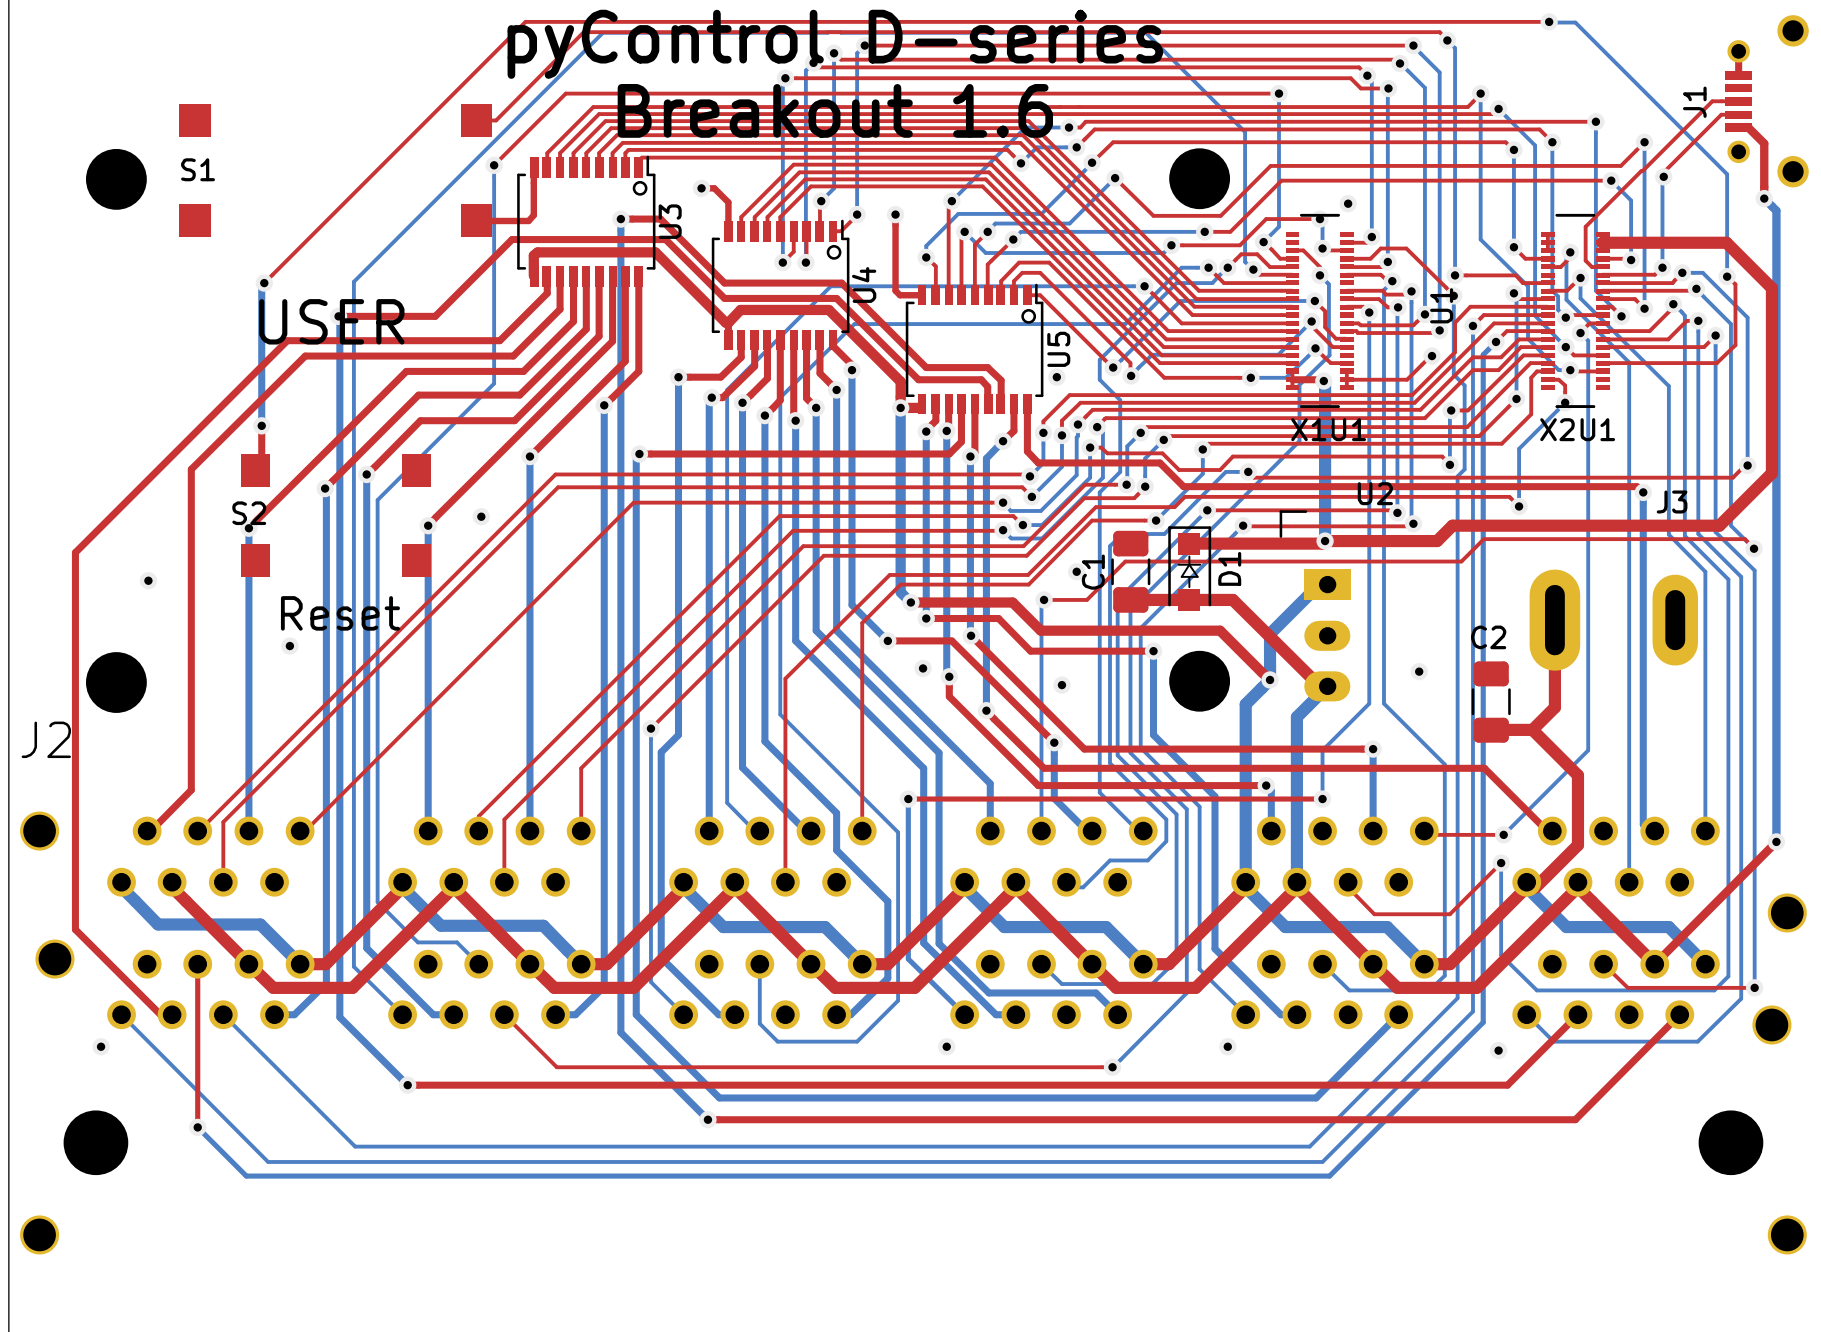 pyControl D-series
Breakout 1.6
J1
S1
U3
U4
U1
USER
U5
X1U1
X2U1
S2
U2
J3
C1
D1
Reset
C2
J2